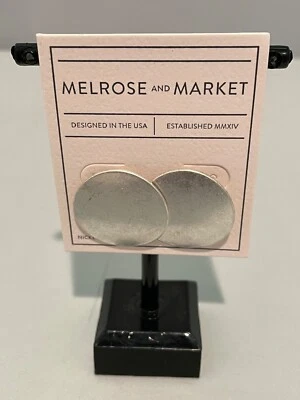 MELROSE AND MARKET
DESIGNED IN THE USA | ESTABLISHED MMXIV